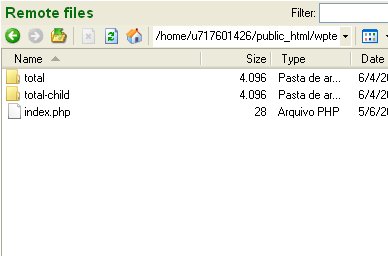 Remote files Filter:
/home/u717601426/public_html/wpte
Name Size Type Date
total 4.096 Pasta de ar... 6/4/20
total-child 4.096 Pasta de ar... 6/4/20
index.php 28 Arquivo PHP 5/6/20